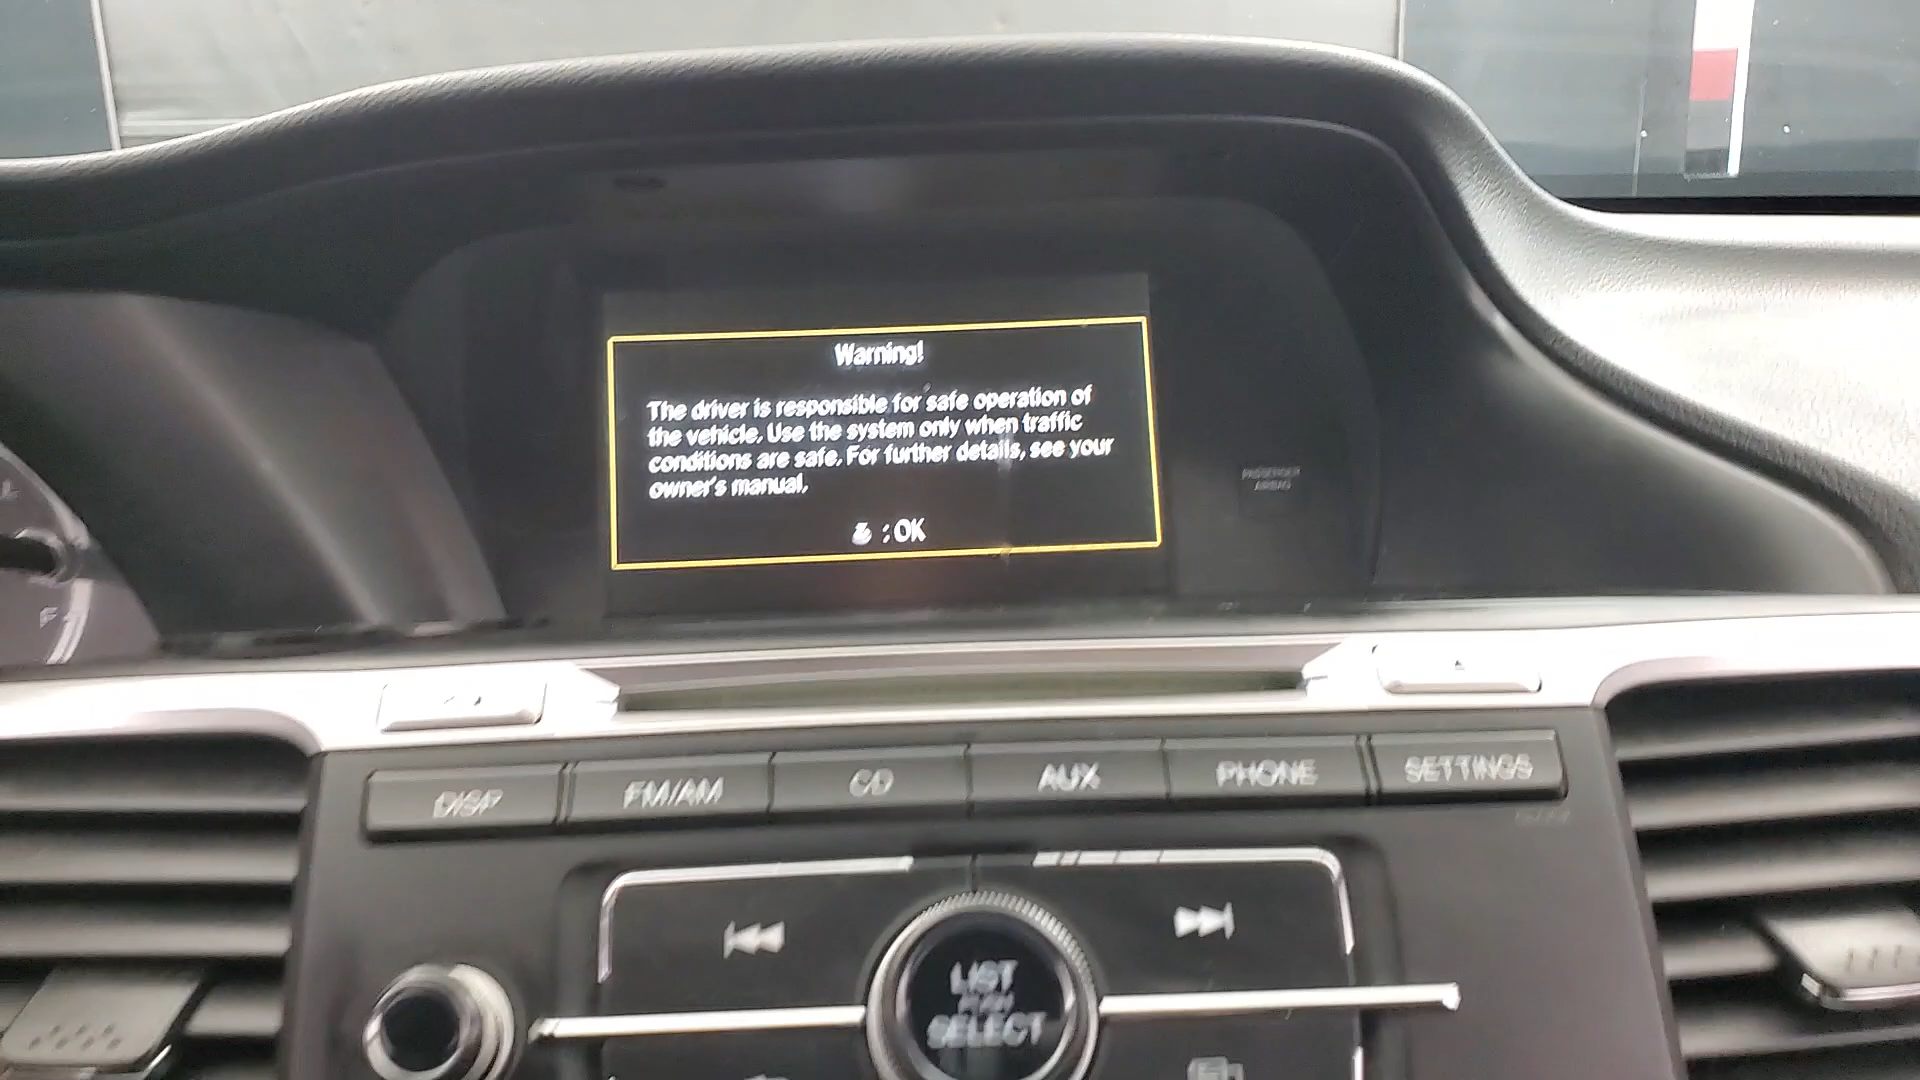 Warning!
The driver is responsible for safe operation of
the vehicle. Use the system only when traffic
conditions are safe. For further details, see your
owner's manual.
: OK
PASSENGER
AIRBAG
DISP
FM/AM
CD
AUX
PHONE
SETTINGS
LIST
PUSH
SELECT
F